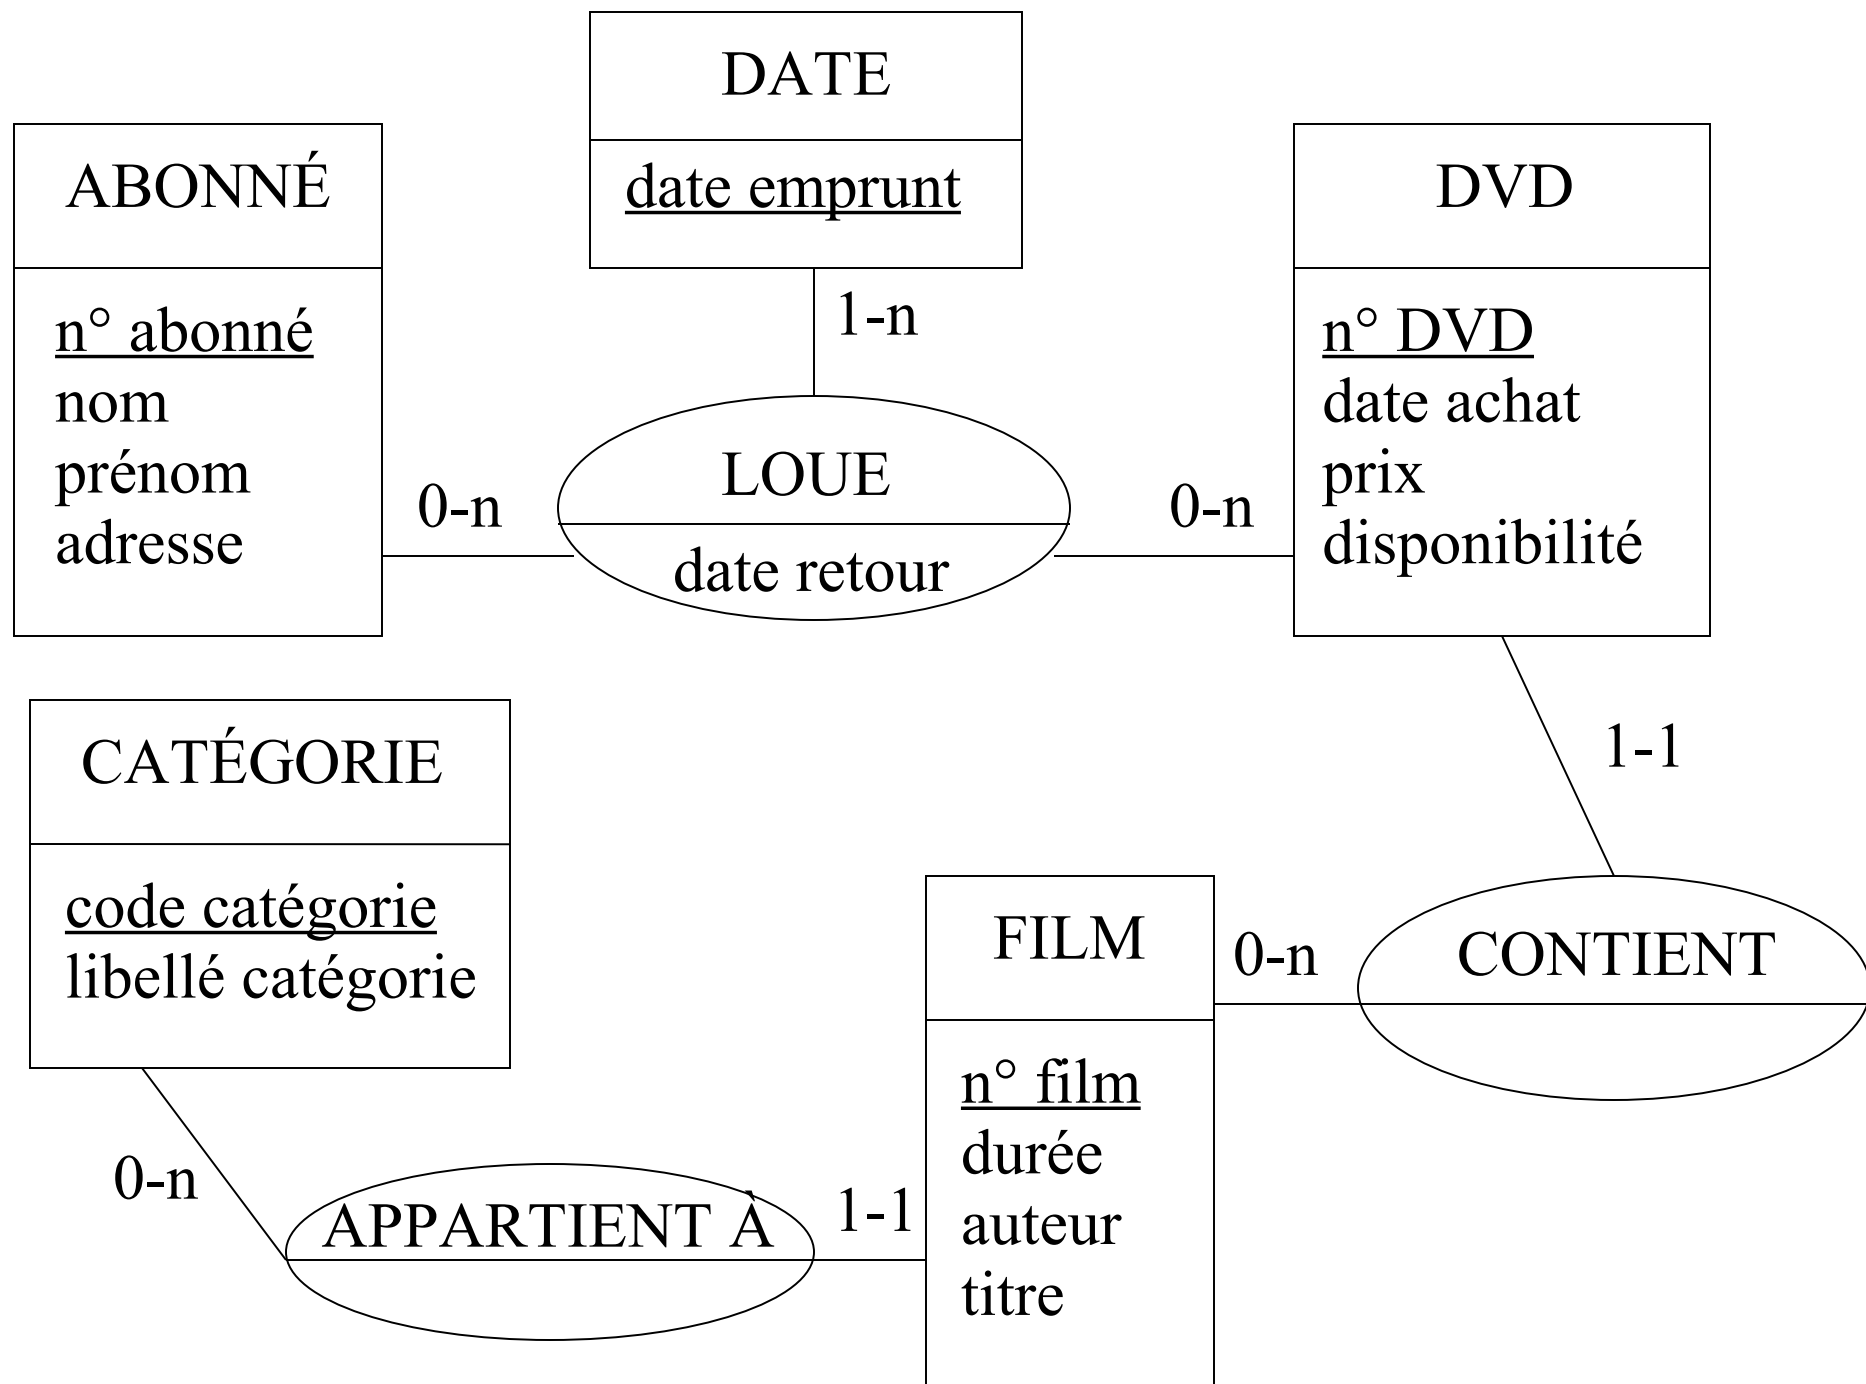 DATE
date emprunt
ABONNÉ
n° abonné
nom
prénom
adresse
DVD
n° DVD
date achat
prix
disponibilité
1-n
LOUE
date retour
0-n
0-n
1-1
CATÉGORIE
code catégorie
libellé catégorie
FILM
n° film
durée
auteur
titre
0-n
CONTIENT
0-n
APPARTIENT À
1-1